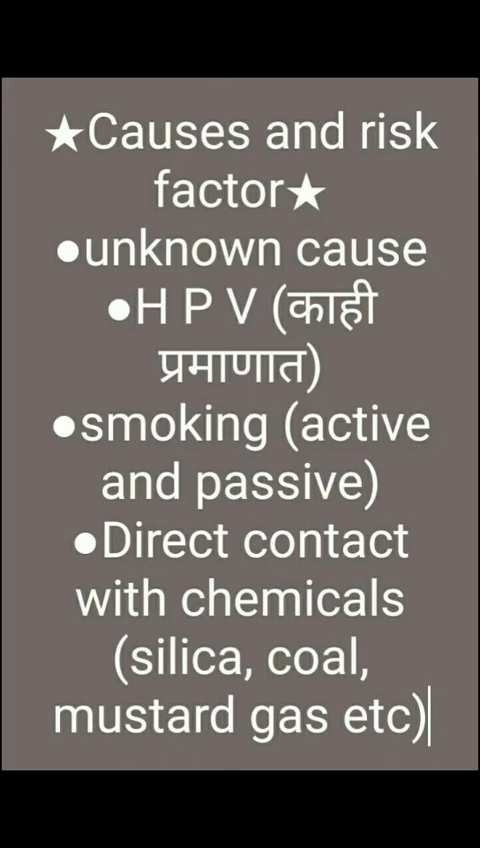 ★Causes and risk
factor★
●unknown cause
●H P V (काही
प्रमाणात)
●smoking (active
and passive)
●Direct contact
with chemicals
(silica, coal,
mustard gas etc)